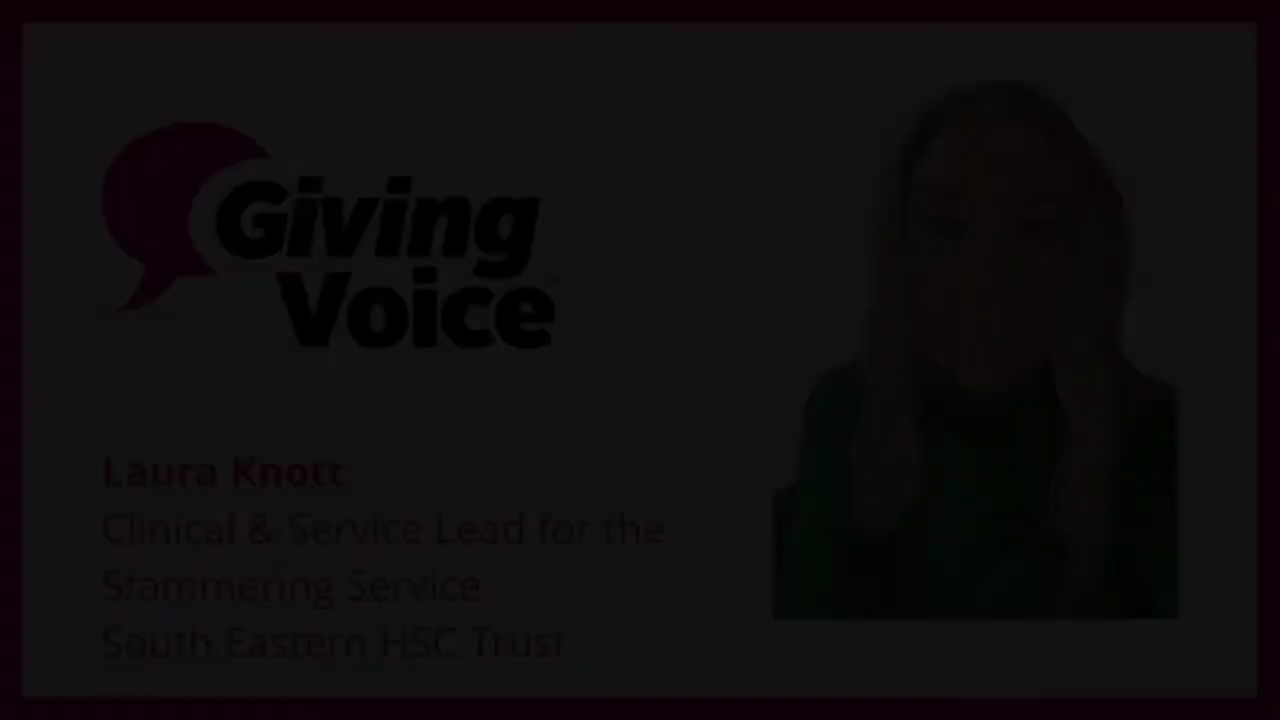 Giving
Voice
Laura Knott
Clinical & Service Lead for the
Stammering Service
South Eastern HSC Trust